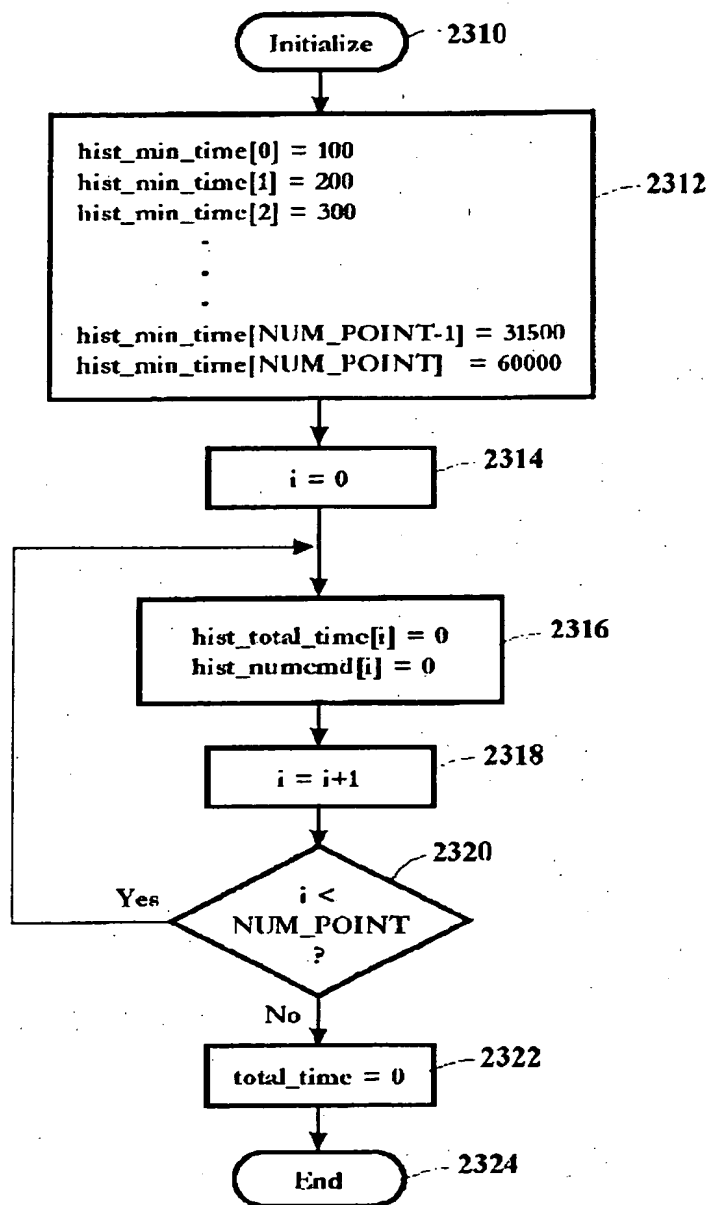 Initialize
2310
hist_min_time[0] = 100
hist_min_time[1] = 200
hist_min_time[2] = 300
.
.
.
hist_min_time[NUM_POINT-1] = 31500
hist_min_time[NUM_POINT] = 60000
2312
i = 0
2314
hist_total_time[i] = 0
hist_numcmd[i] = 0
2316
i = i+1
2318
2320
i <
NUM_POINT
?
Yes
No
total_time = 0
2322
End
2324